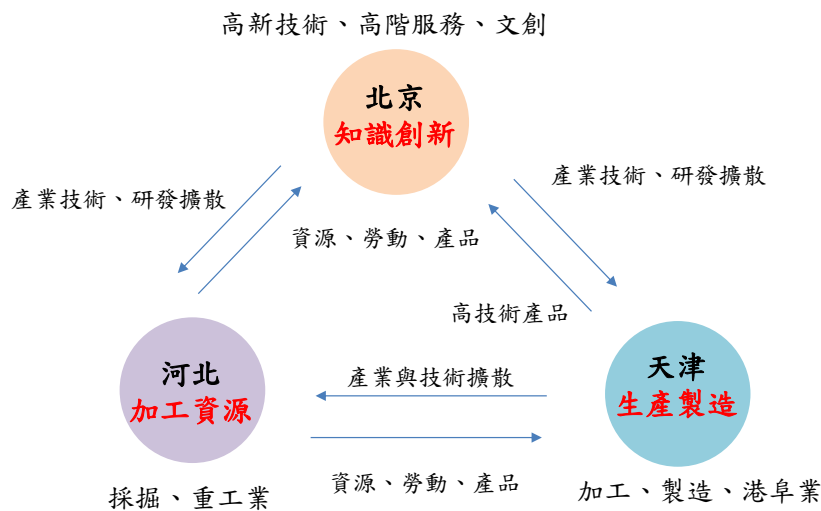 高新技術、高階服務、文創
北京
知識創新
產業技術、研發擴散
產業技術、研發擴散
資源、勞動、產品
高技術產品
河北
加工資源
產業與技術擴散
天津
生產製造
資源、勞動、產品
採掘、重工業
加工、製造、港阜業